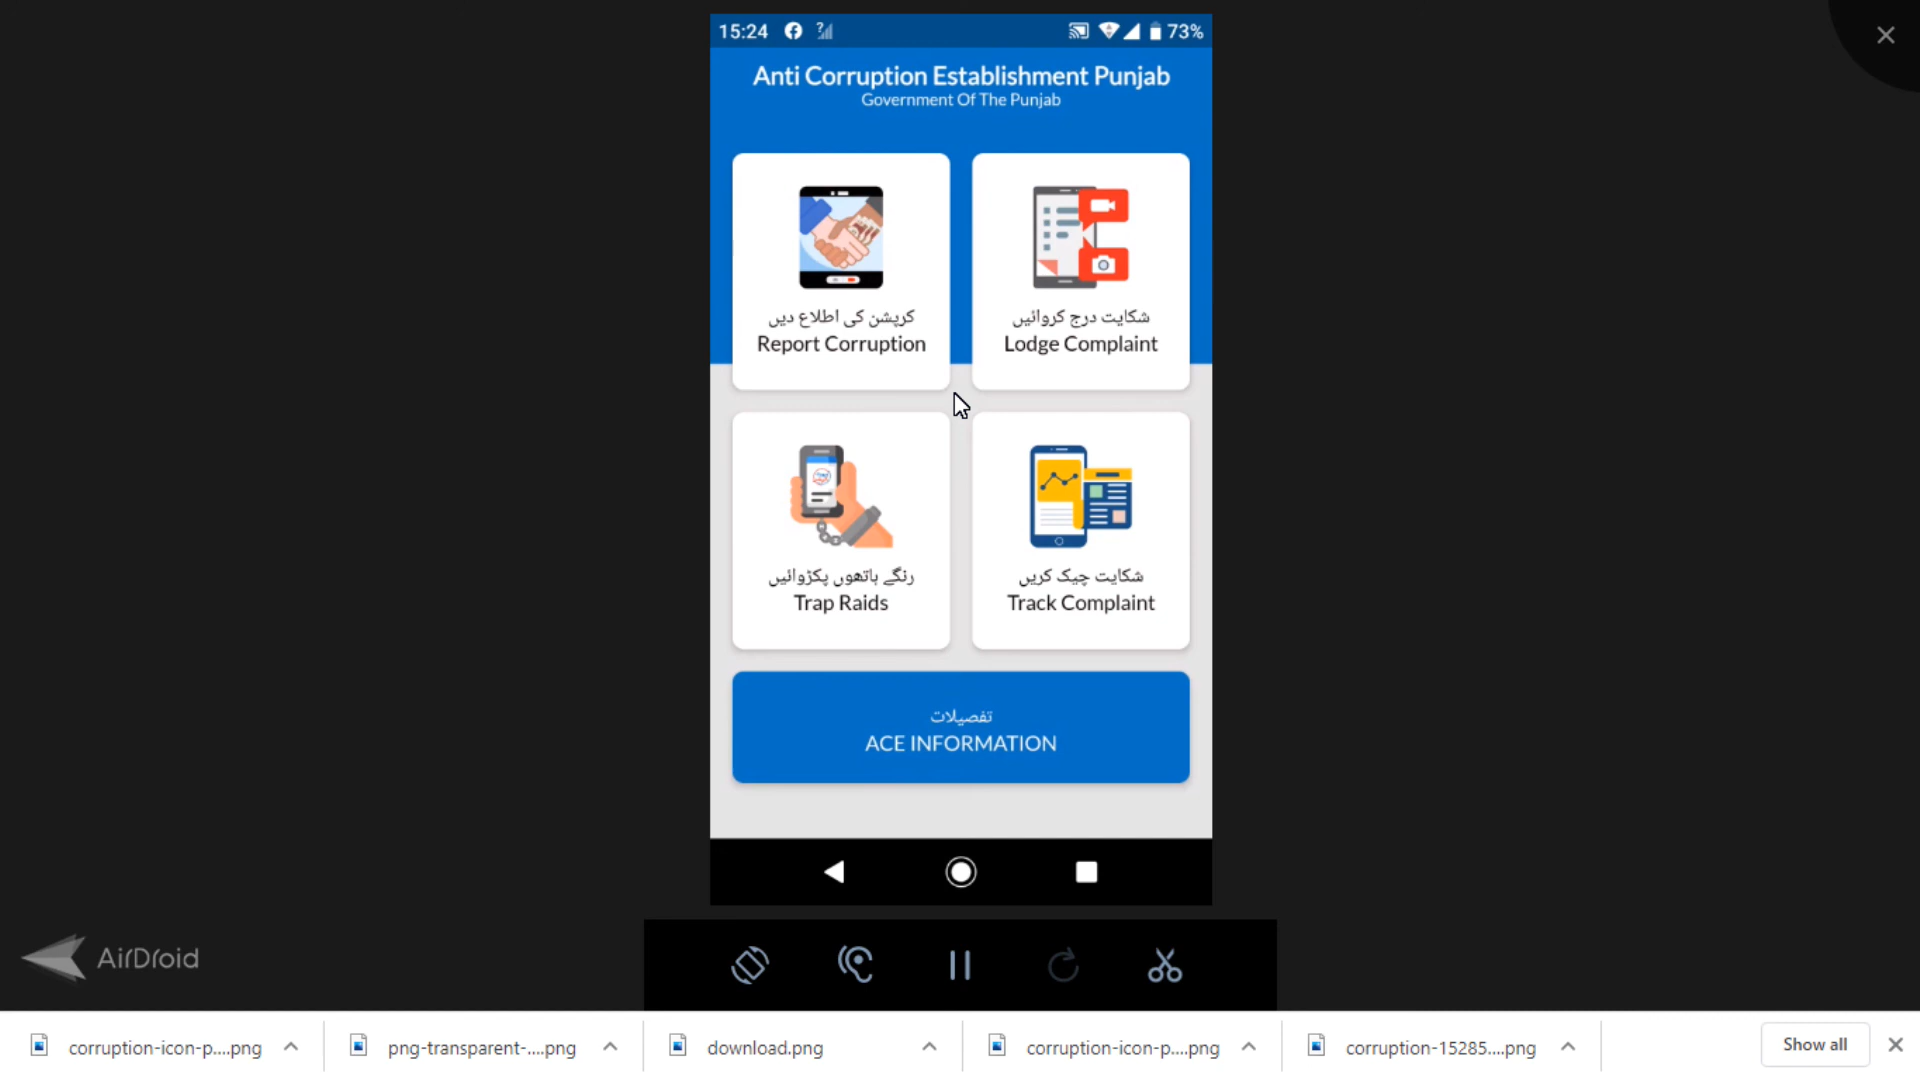 15:24
73%
Anti Corruption Establishment Punjab
Government Of The Punjab
کرپشن کی اطلاع دیں
Report Corruption
شکایت درج کروائیں
Lodge Complaint
رنگے ہاتھوں پکڑوائیں
Trap Raids
شکایت چیک کریں
Track Complaint
تفصیلات
ACE INFORMATION
AirDroid
corruption-icon-p....png
png-transparent-....png
download.png
corruption-icon-p....png
corruption-15285....png
Show all